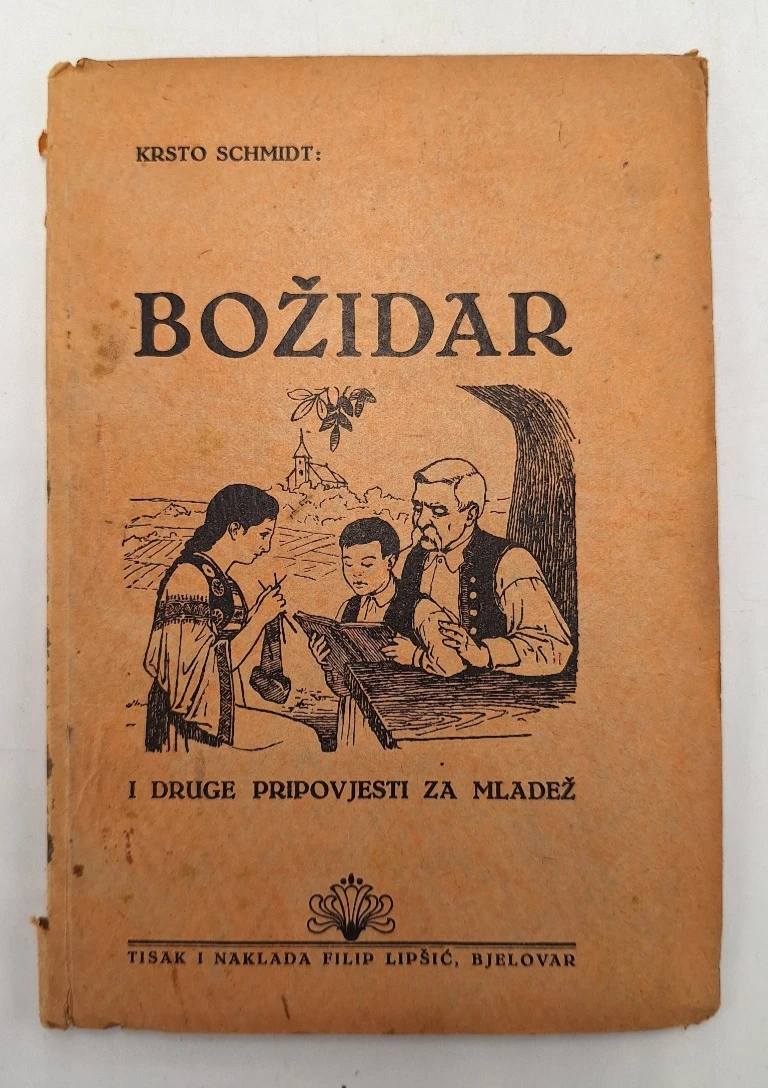 KRSTO SCHMIDT:
BOŽIDAR
I DRUGE PRIPOVJESTI ZA MLADEŽ
TISAK I NAKLADA FILIP LIPŠIĆ, BJELOVAR